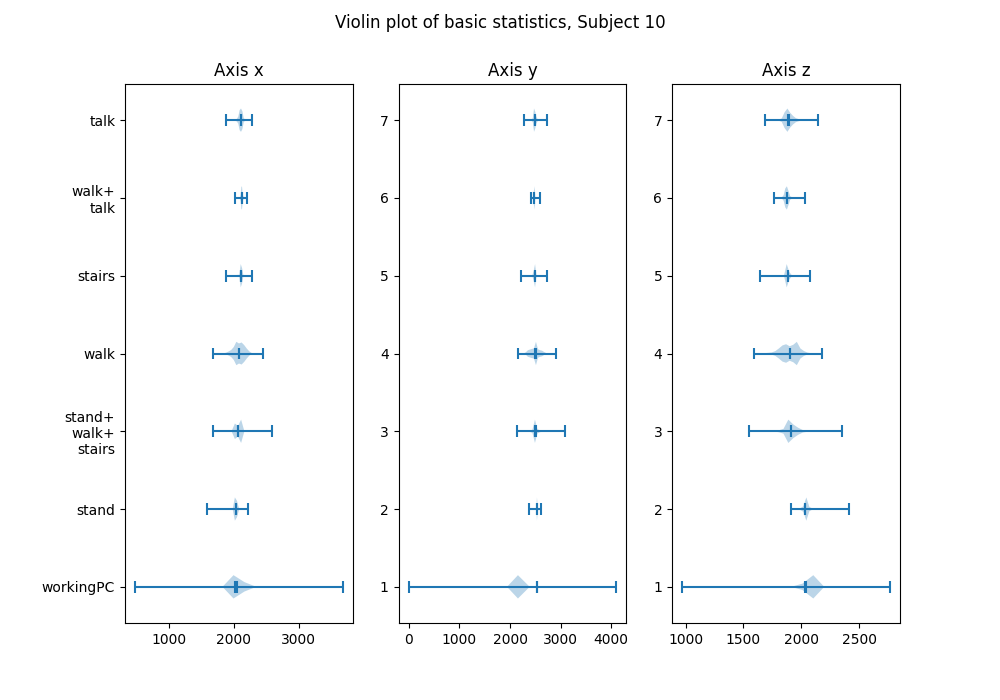 Violin plot of basic statistics, Subject 10
Axis x
Axis y
Axis z
talk
walk+
talk
stairs
walk
stand+
walk+
stairs
stand
workingPC
7
6
5
4
3
2
1
7
6
5
4
3
2
1
1000 2000 3000
0 1000 2000 3000 4000
1000 1500 2000 2500